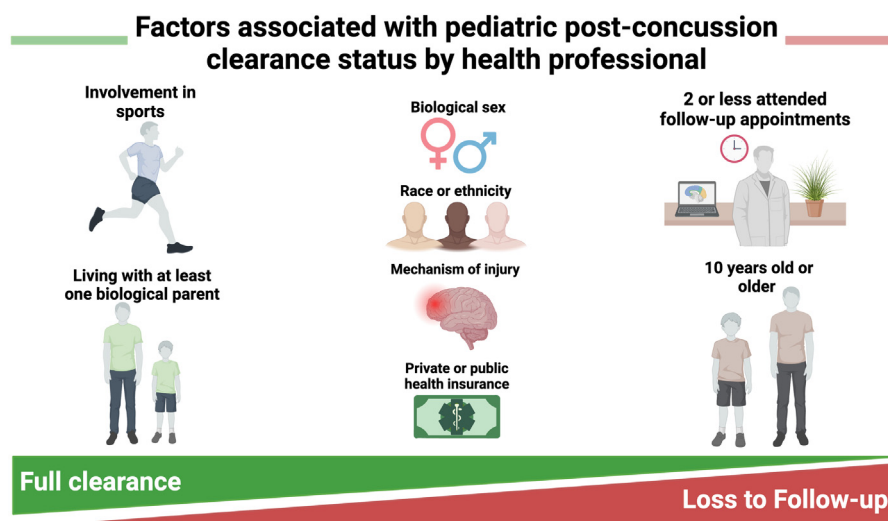 Factors associated with pediatric post-concussion
clearance status by health professional
Involvement in
sports
Living with at least
one biological parent
Biological sex
Race or ethnicity
Mechanism of injury
Private or public
health insurance
2 or less attended
follow-up appointments
10 years old or
older
Full clearance
Loss to Follow-up